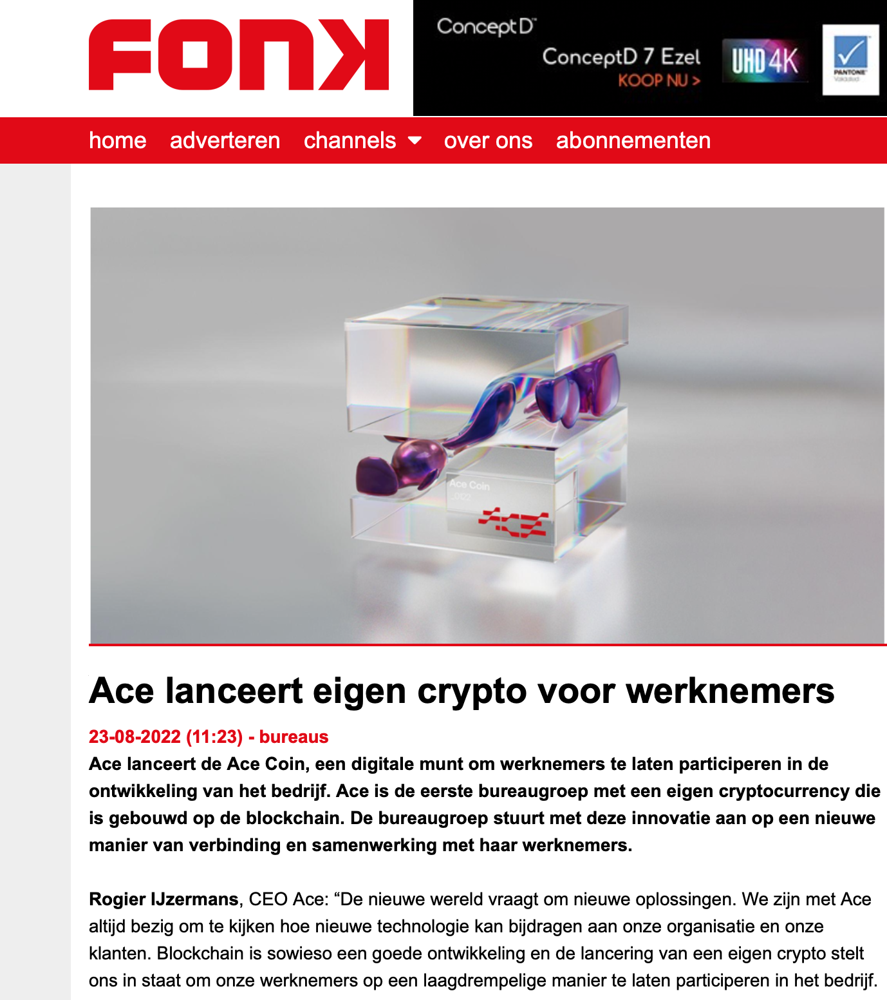 FONK
ConceptD™
ConceptD 7 Ezel
KOOP NU >
UHD 4K
PANTONE®
Validated
home adverteren channels over ons abonnementen
Ace Coin
_0122
ACE
Ace lanceert eigen crypto voor werknemers
23-08-2022 (11:23) - bureaus
Ace lanceert de Ace Coin, een digitale munt om werknemers te laten participeren in de
ontwikkeling van het bedrijf. Ace is de eerste bureaugroep met een eigen cryptocurrency die
is gebouwd op de blockchain. De bureaugroep stuurt met deze innovatie aan op een nieuwe
manier van verbinding en samenwerking met haar werknemers.
Rogier IJzermans, CEO Ace: “De nieuwe wereld vraagt om nieuwe oplossingen. We zijn met Ace
altijd bezig om te kijken hoe nieuwe technologie kan bijdragen aan onze organisatie en onze
klanten. Blockchain is sowieso een goede ontwikkeling en de lancering van een eigen crypto stelt
ons in staat om onze werknemers op een laagdrempelige manier te laten participeren in het bedrijf.